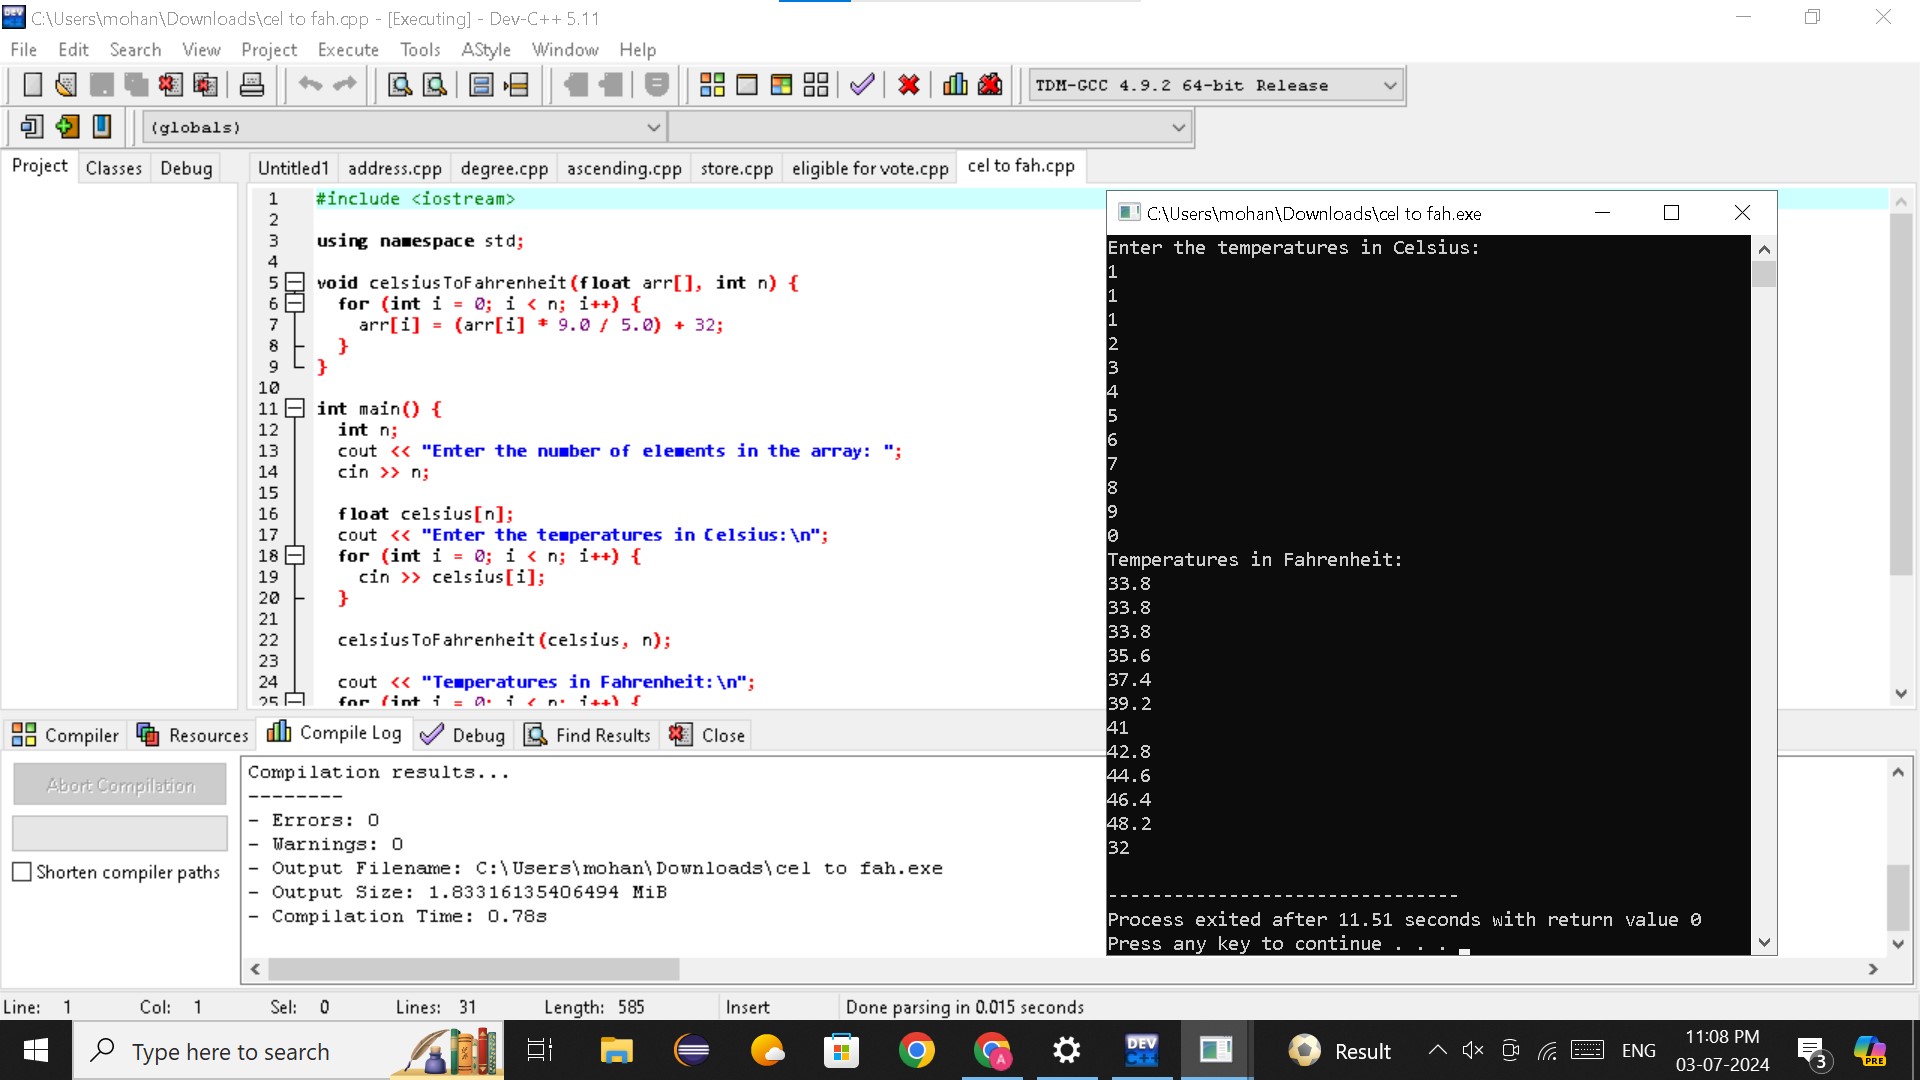 C:\Users\mohan\Downloads\cel to fah.cpp - [Executing] - Dev-C++ 5.11
File Edit Search View Project Execute Tools AStyle Window Help
TDM-GCC 4.9.2 64-bit Release
(globals)
Project Classes Debug
Untitled1 address.cpp degree.cpp ascending.cpp store.cpp eligible for vote.cpp cel to fah.cpp
1 #include <iostream>
2
3 using namespace std;
4
5 void celsiusToFahrenheit(float arr[], int n) {
6 for (int i = 0; i < n; i++) {
7 arr[i] = (arr[i] * 9.0 / 5.0) + 32;
8 }
9 }
10
11 int main() {
12 int n;
13 cout << "Enter the number of elements in the array: ";
14 cin >> n;
15
16 float celsius[n];
17 cout << "Enter the temperatures in Celsius:\n";
18 for (int i = 0; i < n; i++) {
19 cin >> celsius[i];
20 }
21
22 celsiusToFahrenheit(celsius, n);
23
24 cout << "Temperatures in Fahrenheit:\n";
25 for (int i = 0; i < n; i++) {
C:\Users\mohan\Downloads\cel to fah.exe
Enter the temperatures in Celsius:
1
1
1
2
3
4
5
6
7
8
9
0
Temperatures in Fahrenheit:
33.8
33.8
33.8
35.6
37.4
39.2
41
42.8
44.6
46.4
48.2
32
--------------------------------
Process exited after 11.51 seconds with return value 0
Press any key to continue . . .
Compiler Resources Compile Log Debug Find Results Close
Abort Compilation
Shorten compiler paths
Compilation results...
--------
- Errors: 0
- Warnings: 0
- Output Filename: C:\Users\mohan\Downloads\cel to fah.exe
- Output Size: 1.83316135406494 MiB
- Compilation Time: 0.78s
Line: 1 Col: 1 Sel: 0 Lines: 31 Length: 585 Insert Done parsing in 0.015 seconds
Type here to search
DEV C++
Result
ENG
11:08 PM
03-07-2024
3
PRE